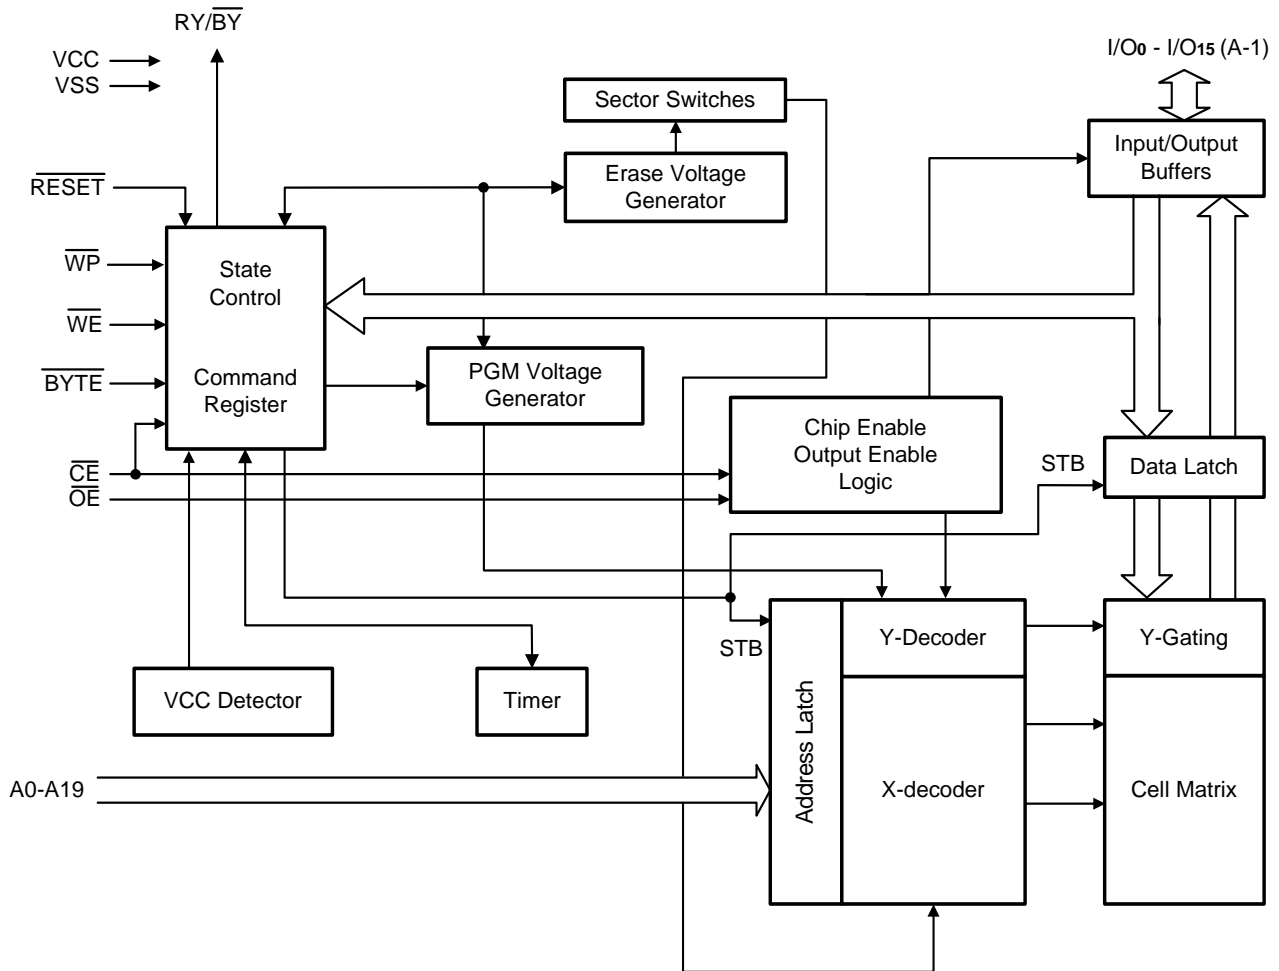 RY/BY
VCC
VSS
I/O0 - I/O15 (A-1)
Sector Switches
Input/Output
Buffers
Erase Voltage
Generator
RESET
WP
State
Control
WE
BYTE
Command
Register
PGM Voltage
Generator
Chip Enable
Output Enable
Logic
CE
OE
STB
Data Latch
STB
Y-Decoder
Y-Gating
VCC Detector
Timer
Address Latch
A0-A19
X-decoder
Cell Matrix